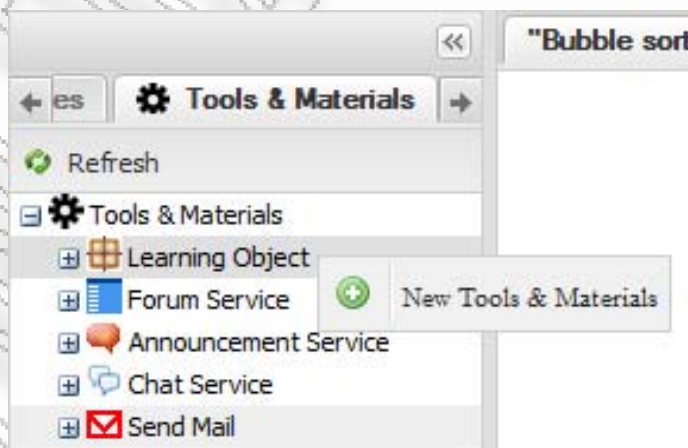 "Bubble sort
es Tools & Materials
Refresh
Tools & Materials
Learning Object
New Tools & Materials
Forum Service
Announcement Service
Chat Service
Send Mail